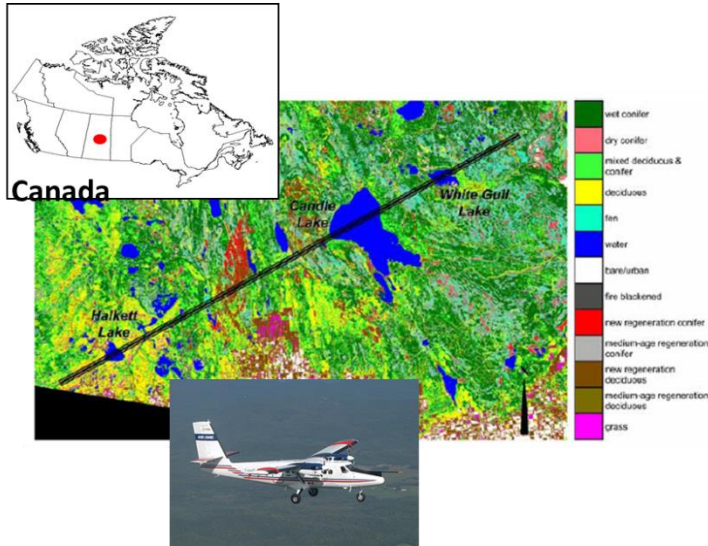 Canada
Candle
Lake
White Gull
Lake
Halkett
Lake
wet conifer
dry conifer
mixed deciduous &
conifer
deciduous
fen
water
bare/urban
fire blackened
new regeneration conifer
medium-age regeneration
conifer
new regeneration
deciduous
medium-age regeneration
deciduous
grass